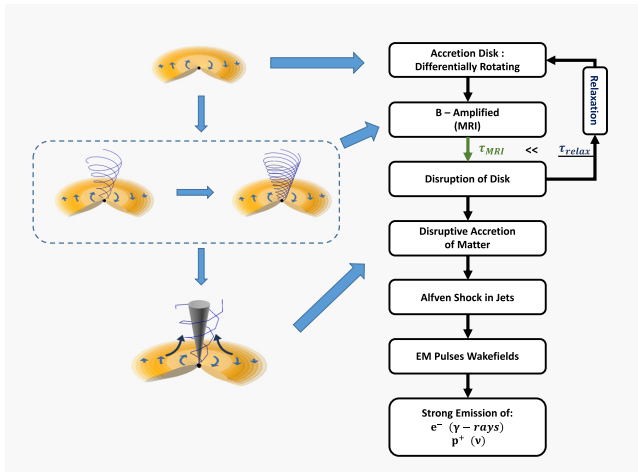 Accretion Disk :
Differentially Rotating
B – Amplified
(MRI)
τ_MRI << τ_relax
Relaxation
Disruption of Disk
Disruptive Accretion
of Matter
Alfven Shock in Jets
EM Pulses Wakefields
Strong Emission of:
e⁻ (γ − rays)
p⁺ (ν)